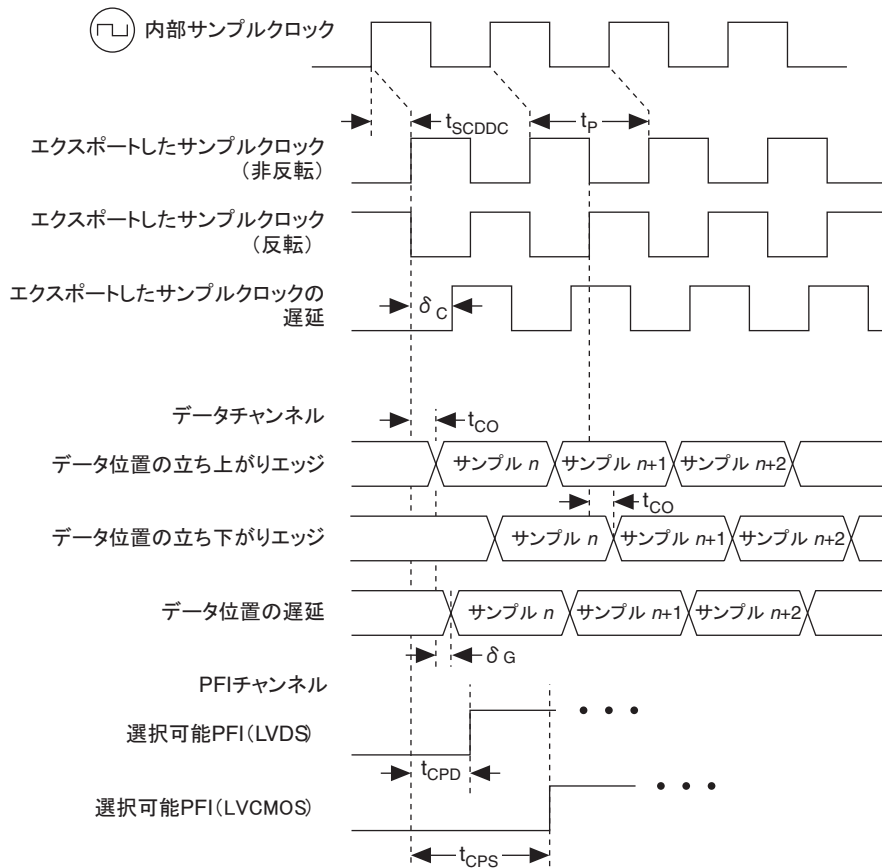 内部サンプルクロック
tSCDDC
tP
エクスポートしたサンプルクロック
（非反転）
エクスポートしたサンプルクロック
（反転）
エクスポートしたサンプルクロックの
遅延
δC
データチャンネル
tCO
データ位置の立ち上がりエッジ
サンプル n
サンプル n+1
サンプル n+2
tCO
データ位置の立ち下がりエッジ
サンプル n
サンプル n+1
サンプル n+2
データ位置の遅延
サンプル n
サンプル n+1
サンプル n+2
δG
PFIチャンネル
選択可能PFI（LVDS）
tCPD
選択可能PFI（LVCMOS）
tCPS